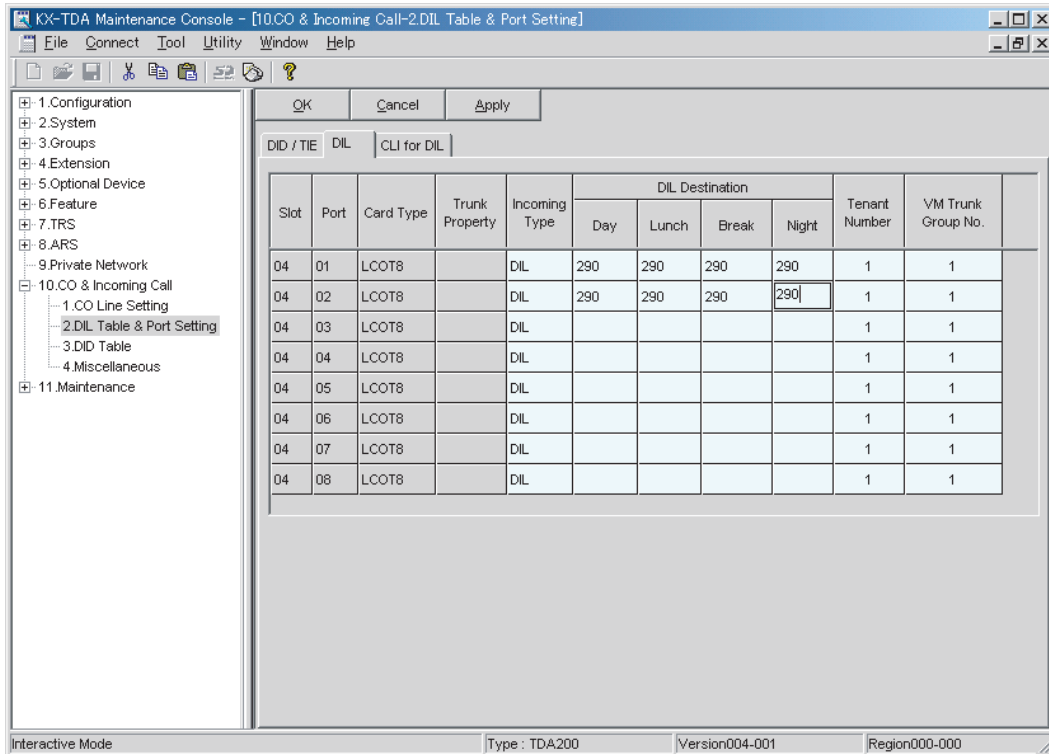 KX-TDA Maintenance Console - [10.CO & Incoming Call-2.DIL Table & Port Setting]
File Connect Tool Utility Window Help
1.Configuration
2.System
3.Groups
4.Extension
5.Optional Device
6.Feature
7.TRS
8.ARS
9.Private Network
10.CO & Incoming Call
1.CO Line Setting
2.DIL Table & Port Setting
3.DID Table
4.Miscellaneous
11.Maintenance
OK Cancel Apply
DID / TIE DIL CLI for DIL
Slot Port Card Type Trunk Property Incoming Type DIL Destination Tenant Number VM Trunk Group No.
Day Lunch Break Night
04 01 LCOT8 DIL 290 290 290 290 1 1
04 02 LCOT8 DIL 290 290 290 290 1 1
04 03 LCOT8 DIL 1 1
04 04 LCOT8 DIL 1 1
04 05 LCOT8 DIL 1 1
04 06 LCOT8 DIL 1 1
04 07 LCOT8 DIL 1 1
04 08 LCOT8 DIL 1 1
Interactive Mode Type : TDA200 Version004-001 Region000-000